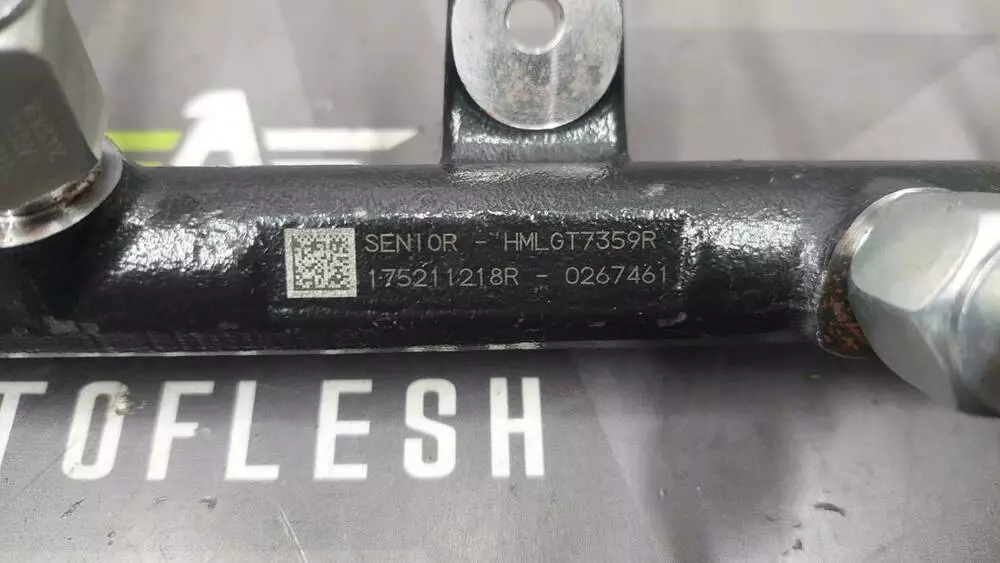 SENIOR - HMLGT7359R
175211218R - 0267461
TOFLESH